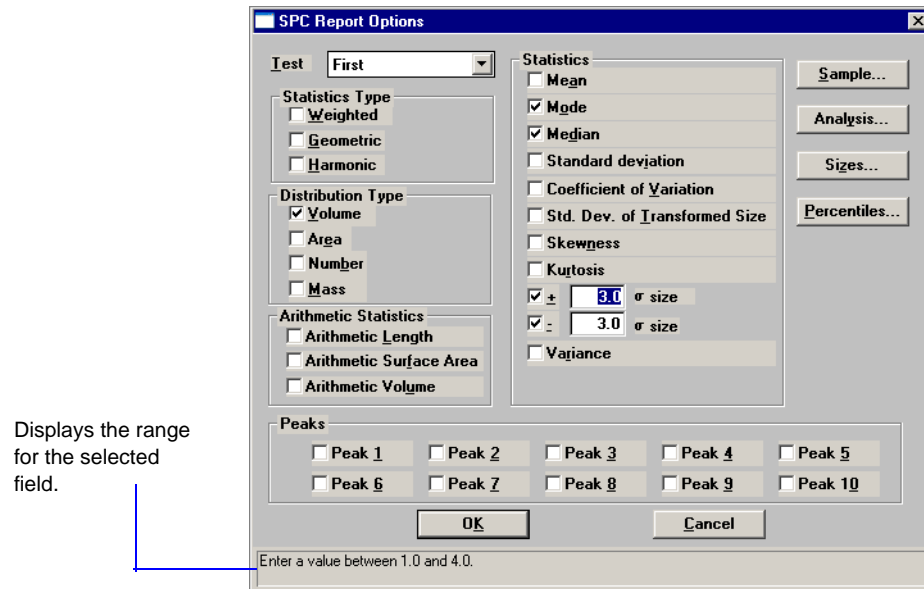 SPC Report Options
Test First
Statistics Type
Weighted
Geometric
Harmonic
Distribution Type
Volume
Area
Number
Mass
Arithmetic Statistics
Arithmetic Length
Arithmetic Surface Area
Arithmetic Volume
Statistics
Mean
Mode
Median
Standard deviation
Coefficient of Variation
Std. Dev. of Transformed Size
Skewness
Kurtosis
+ 3.0 σ size
- 3.0 σ size
Variance
Sample...
Analysis...
Sizes...
Percentiles...
Peaks
Peak 1 Peak 2 Peak 3 Peak 4 Peak 5
Peak 6 Peak 7 Peak 8 Peak 9 Peak 10
OK Cancel
Enter a value between 1.0 and 4.0.
Displays the range
for the selected
field.